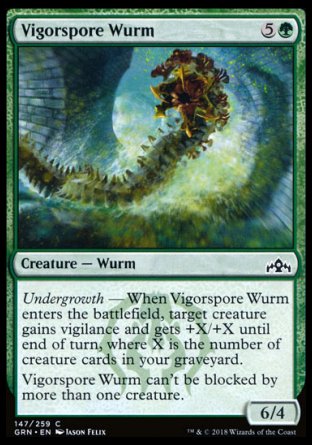 Vigorspore Wurm 5
Creature — Wurm
Undergrowth — When Vigorspore Wurm
enters the battlefield, target creature
gains vigilance and gets +X/+X until
end of turn, where X is the number of
creature cards in your graveyard.
Vigorspore Wurm can't be blocked by
more than one creature.
6/4
147/259 C
GRN • EN Jason Felix
™ & © 2018 Wizards of the Coast